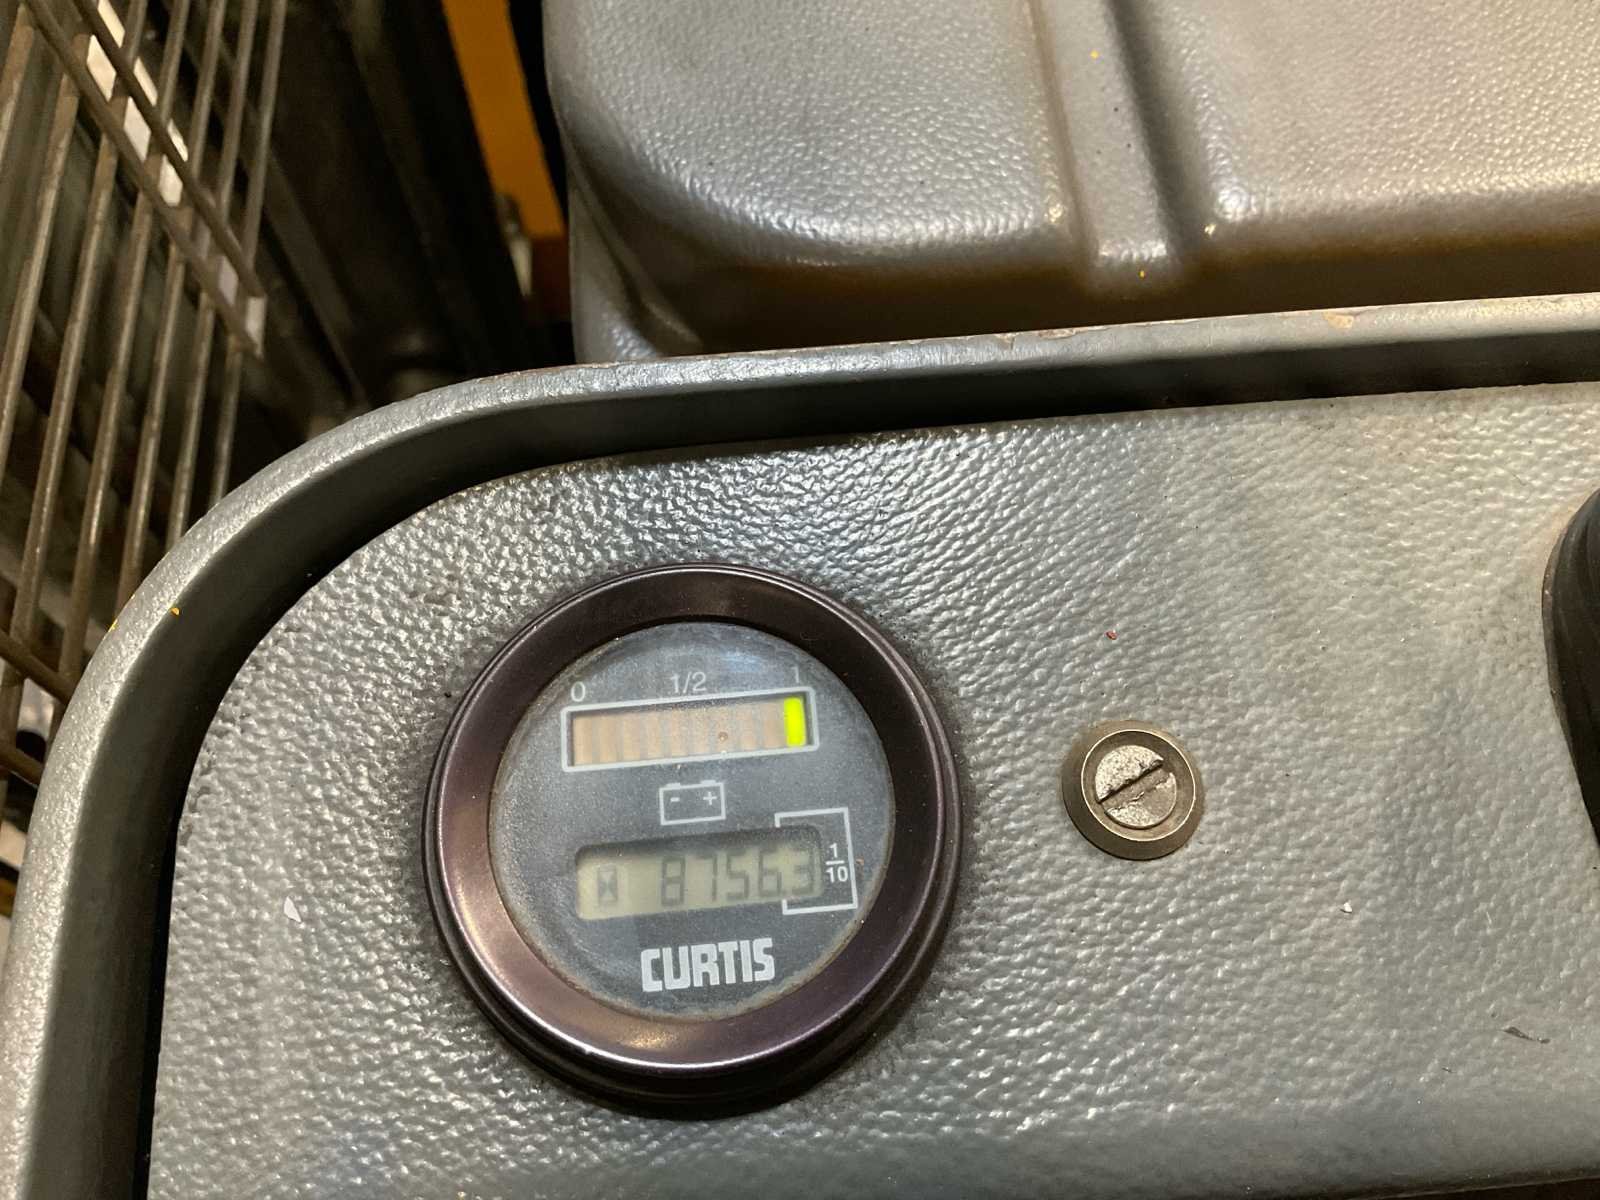 0 1/2 1
- +
8756.3
1/10
CURTIS